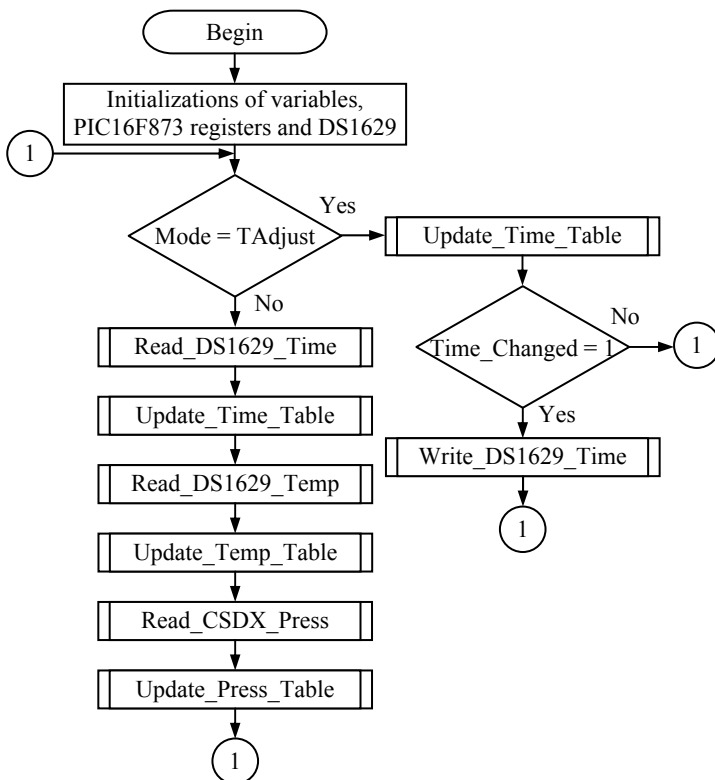 Begin
Initializations of variables,
PIC16F873 registers and DS1629
1
Mode = TAdjust
Yes
Update_Time_Table
No
Time_Changed = 1
No
1
Yes
Write_DS1629_Time
1
Read_DS1629_Time
Update_Time_Table
Read_DS1629_Temp
Update_Temp_Table
Read_CSDX_Press
Update_Press_Table
1